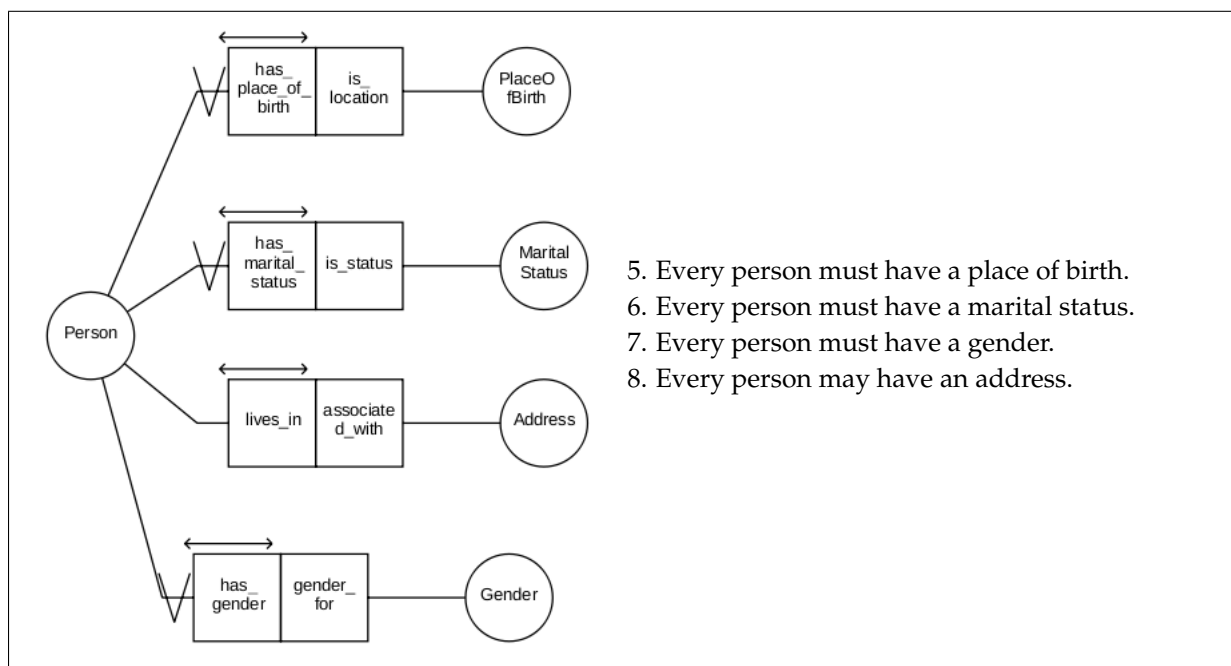 has_
place_of_
birth
is_
location
PlaceO
fBirth
has_
marital_
status
is_status
Marital
Status
Person
lives_in
associate
d_with
Address
has_
gender
gender_
for
Gender
5. Every person must have a place of birth.
6. Every person must have a marital status.
7. Every person must have a gender.
8. Every person may have an address.